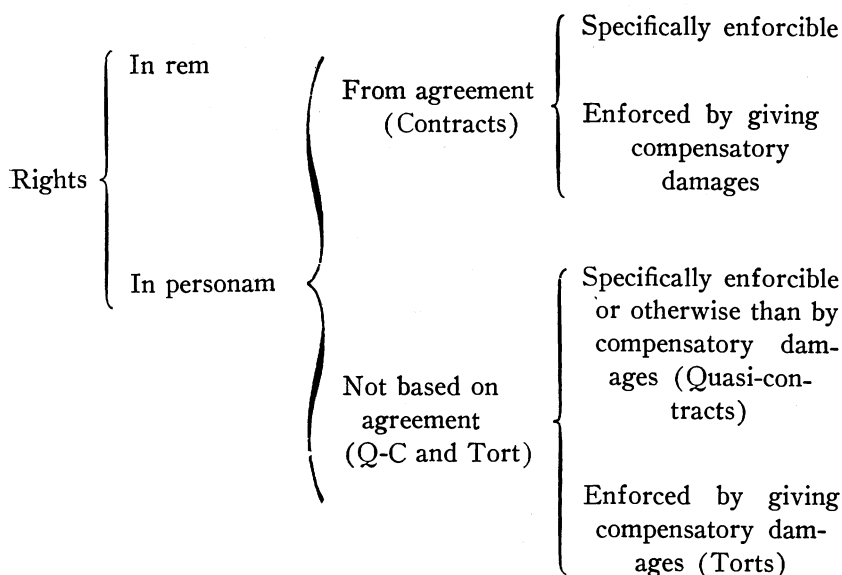 Rights
In rem
In personam
From agreement
(Contracts)
Specifically enforcible
Enforced by giving
compensatory
damages
Not based on
agreement
(Q-C and Tort)
Specifically enforcible
or otherwise than by
compensatory dam-
ages (Quasi-con-
tracts)
Enforced by giving
compensatory dam-
ages (Torts)